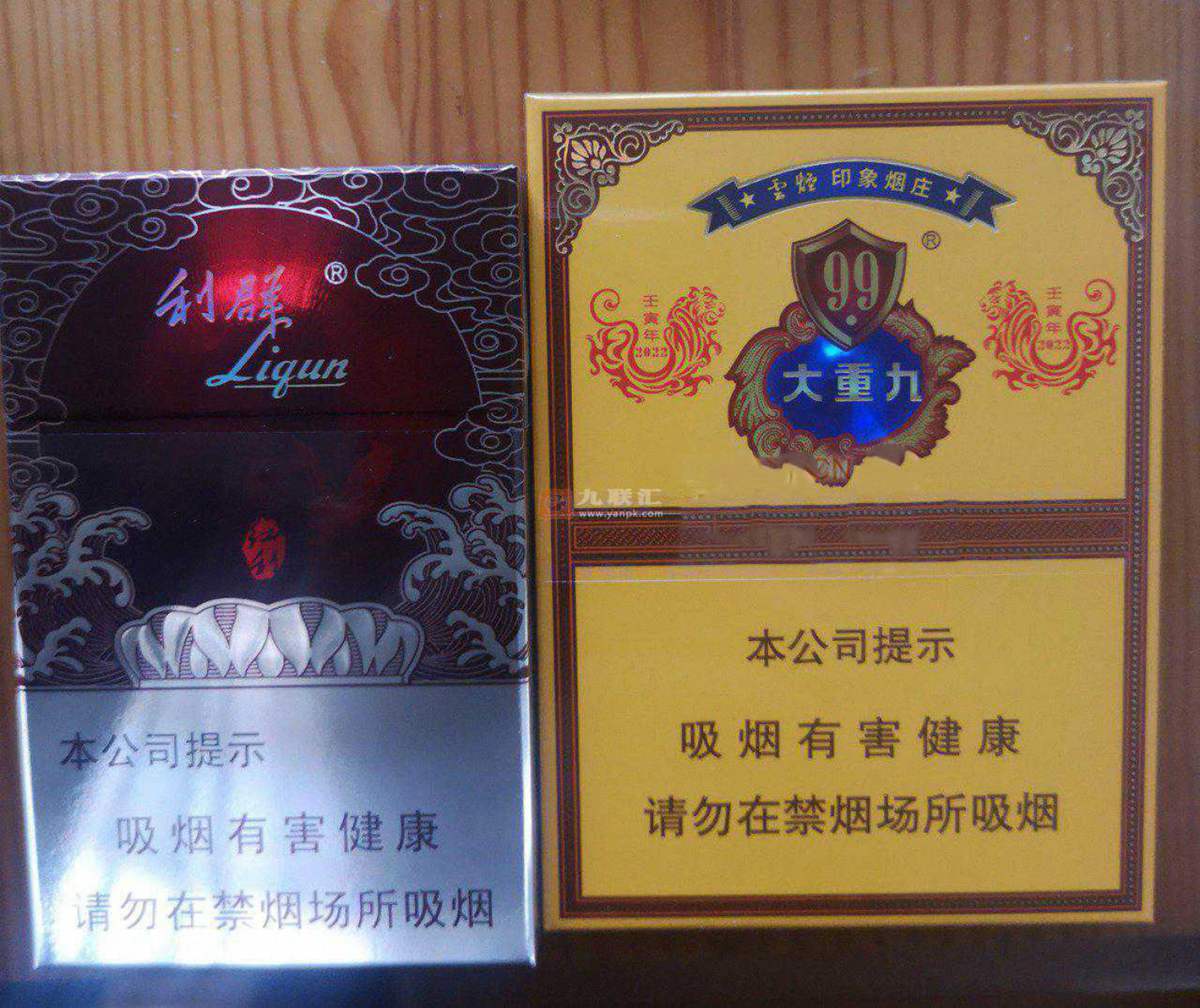 利群®
Liqun
本公司提示
吸烟有害健康
请勿在禁烟场所吸烟
雲煙 印象烟庄
99
®
大重九
壬寅年
2022
壬寅年
2022
九联汇
www.yanpk.com
本公司提示
吸烟有害健康
请勿在禁烟场所吸烟